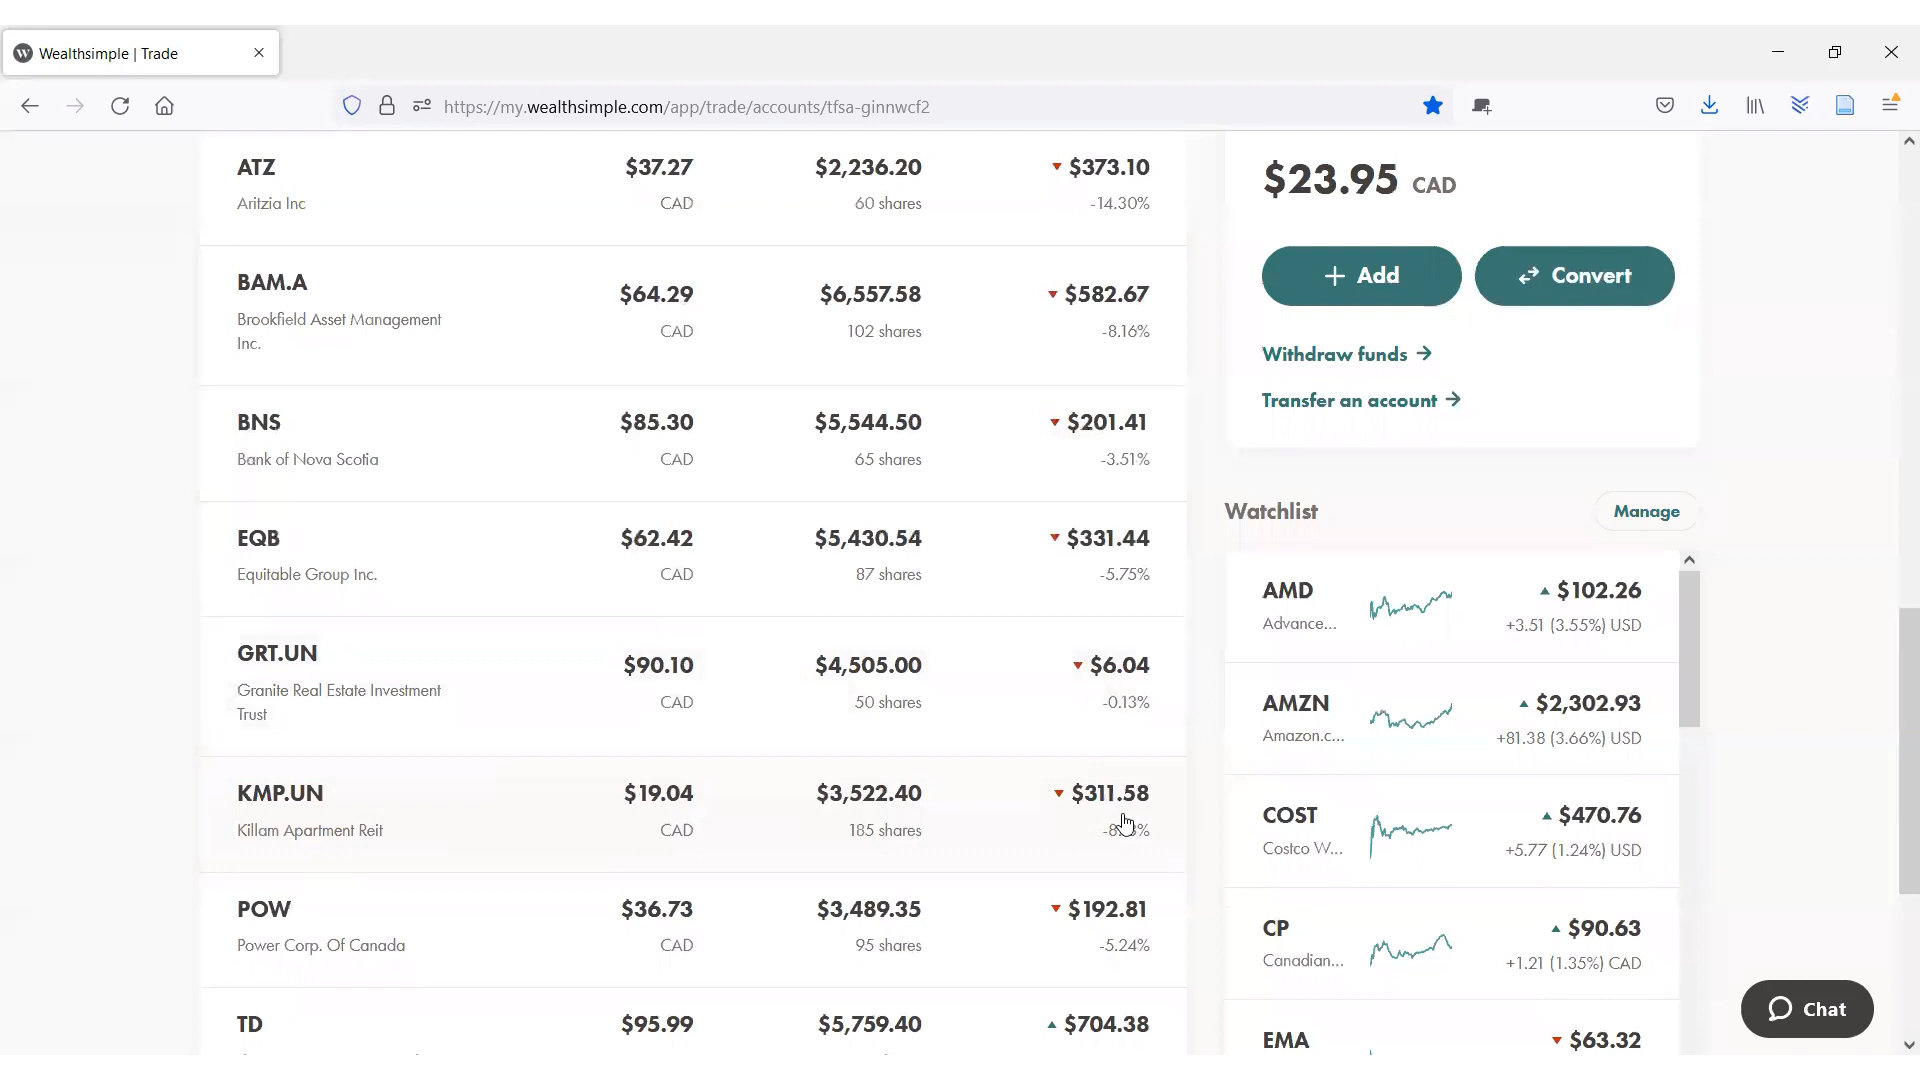 Wealthsimple | Trade
https://my.wealthsimple.com/app/trade/accounts/tfsa-ginnwcf2
ATZ $37.27 $2,236.20 $373.10
Aritzia Inc CAD 60 shares -14.30%
BAM.A
$64.29 $6,557.58 $582.67
Brookfield Asset Management
Inc.
CAD 102 shares -8.16%
BNS $85.30 $5,544.50 $201.41
Bank of Nova Scotia CAD 65 shares -3.51%
EQB $62.42 $5,430.54 $331.44
Equitable Group Inc. CAD 87 shares -5.75%
GRT.UN
$90.10 $4,505.00 $6.04
Granite Real Estate Investment
Trust
CAD 50 shares -0.13%
KMP.UN $19.04 $3,522.40 $311.58
Killam Apartment Reit CAD 185 shares
POW $36.73 $3,489.35 $192.81
Power Corp. Of Canada CAD 95 shares -5.24%
TD $95.99 $5,759.40 $704.38
$23.95 CAD
+ Add
Convert
Withdraw funds →
Transfer an account →
Watchlist Manage
AMD $102.26
Advance... +3.51 (3.55%) USD
AMZN $2,302.93
Amazon.c... +81.38 (3.66%) USD
COST $470.76
Costco W... +5.77 (1.24%) USD
CP $90.63
Canadian... +1.21 (1.35%) CAD
EMA $63.32
Chat